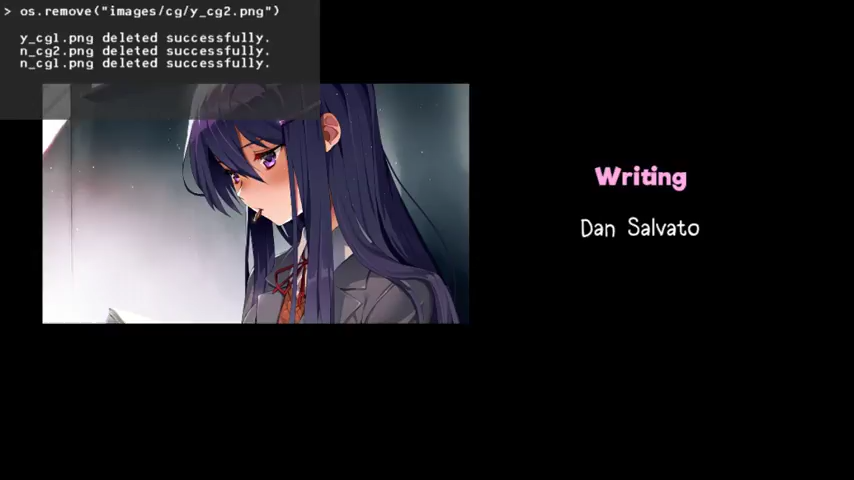 > os.remove("images/cg/y_cg2.png")
y_cg1.png deleted successfully.
n_cg2.png deleted successfully.
n_cg1.png deleted successfully.
Writing
Dan Salvato